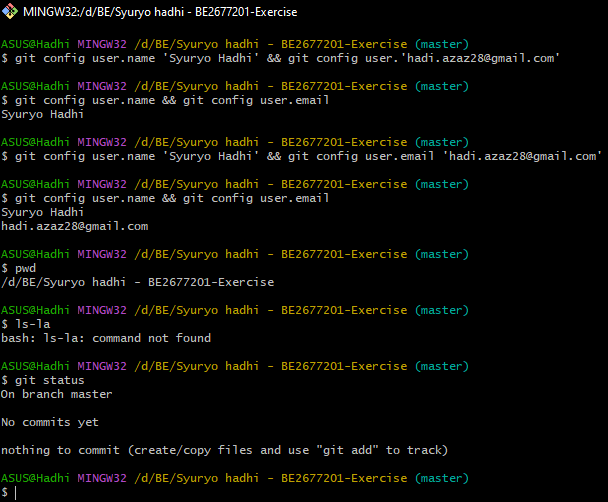 MINGW32:/d/BE/Syuryo hadhi - BE2677201-Exercise
ASUS@Hadhi MINGW32 /d/BE/Syuryo hadhi - BE2677201-Exercise (master)
$ git config user.name 'Syuryo Hadhi' && git config user.'hadi.azaz28@gmail.com'
ASUS@Hadhi MINGW32 /d/BE/Syuryo hadhi - BE2677201-Exercise (master)
$ git config user.name && git config user.email
Syuryo Hadhi
ASUS@Hadhi MINGW32 /d/BE/Syuryo hadhi - BE2677201-Exercise (master)
$ git config user.name 'Syuryo Hadhi' && git config user.email 'hadi.azaz28@gmail.com'
ASUS@Hadhi MINGW32 /d/BE/Syuryo hadhi - BE2677201-Exercise (master)
$ git config user.name && git config user.email
Syuryo Hadhi
hadi.azaz28@gmail.com
ASUS@Hadhi MINGW32 /d/BE/Syuryo hadhi - BE2677201-Exercise (master)
$ pwd
/d/BE/Syuryo hadhi - BE2677201-Exercise
ASUS@Hadhi MINGW32 /d/BE/Syuryo hadhi - BE2677201-Exercise (master)
$ ls-la
bash: ls-la: command not found
ASUS@Hadhi MINGW32 /d/BE/Syuryo hadhi - BE2677201-Exercise (master)
$ git status
On branch master
No commits yet
nothing to commit (create/copy files and use "git add" to track)
ASUS@Hadhi MINGW32 /d/BE/Syuryo hadhi - BE2677201-Exercise (master)
$